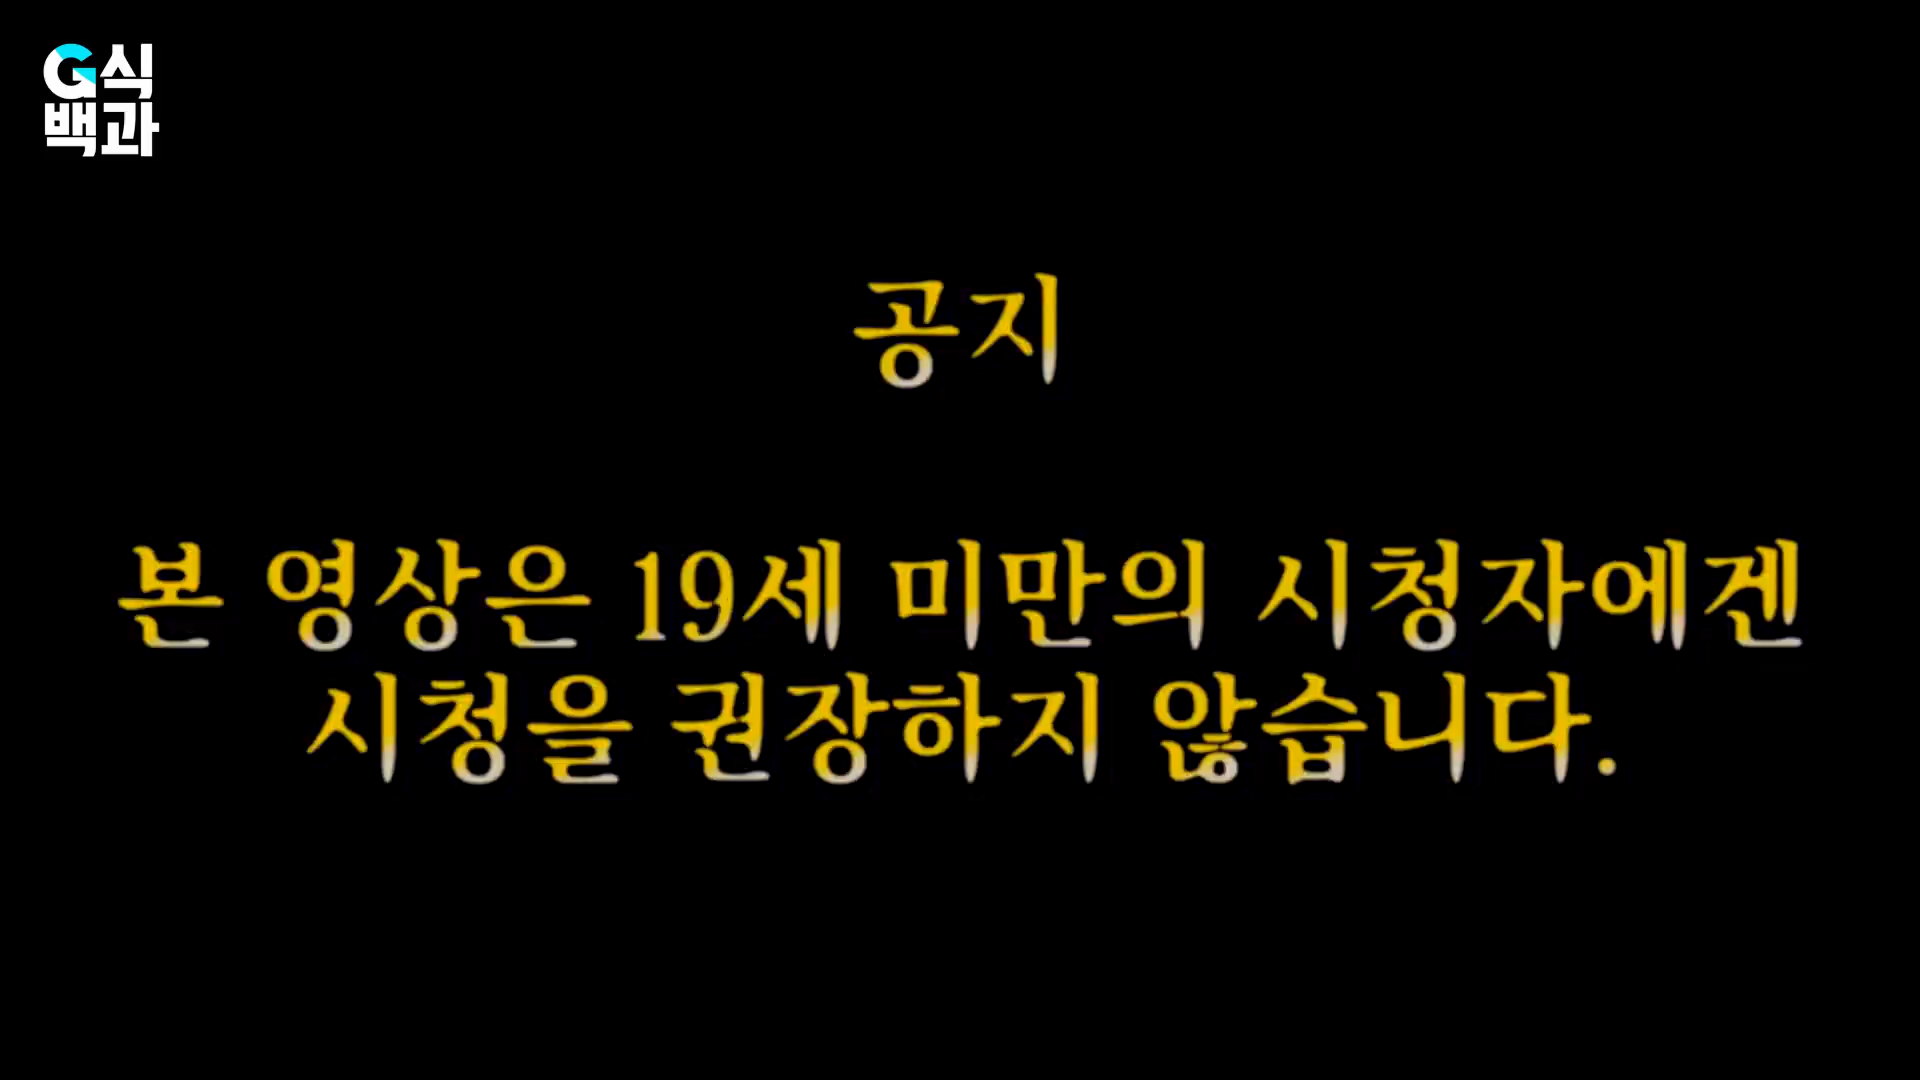 G식
백과
공지
본 영상은 19세 미만의 시청자에겐
시청을 권장하지 않습니다.